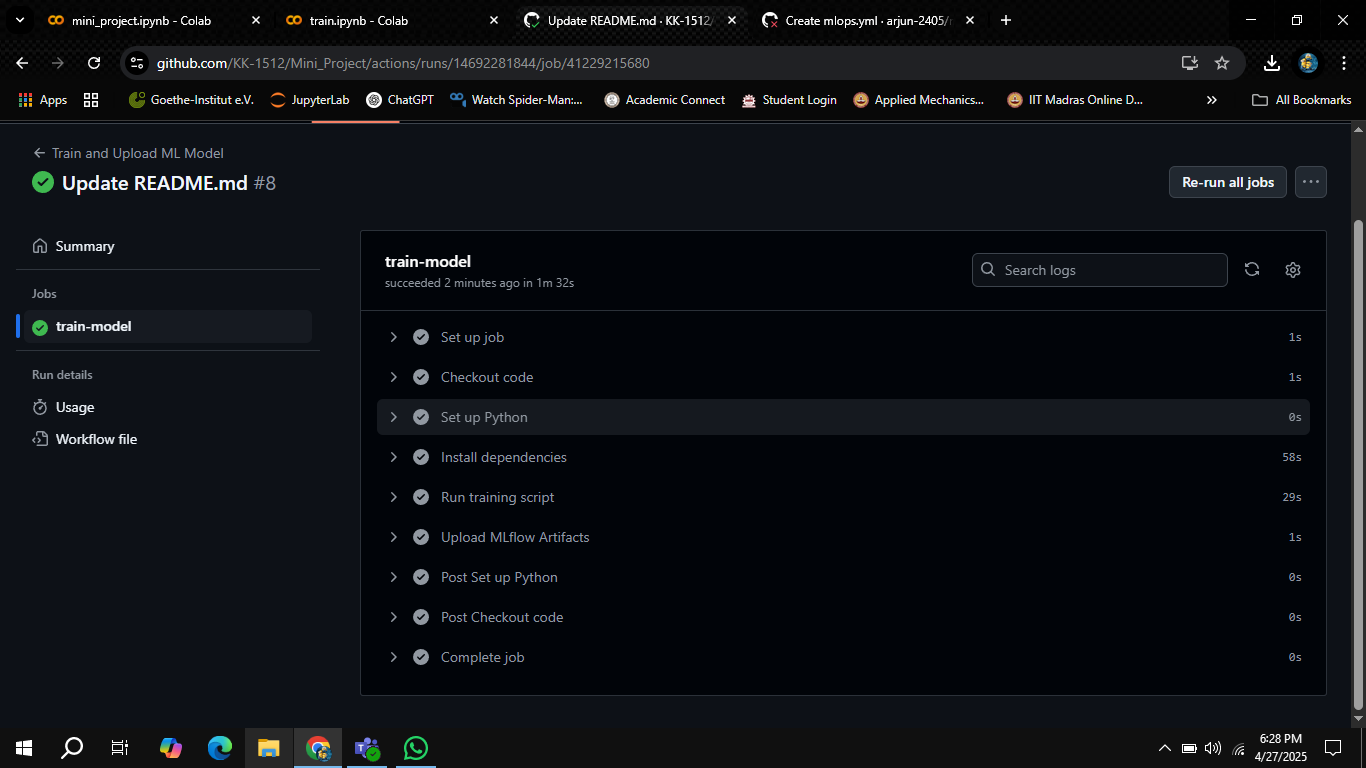 mini_project.ipynb - Colab
train.ipynb - Colab
Update README.md · KK-1512/
Create mlops.yml · arjun-2405/
github.com/KK-1512/Mini_Project/actions/runs/14692281844/job/41229215680
Apps
Goethe-Institut e.V.
JupyterLab
ChatGPT
Watch Spider-Man:...
Academic Connect
Student Login
Applied Mechanics...
IIT Madras Online D...
All Bookmarks
Train and Upload ML Model
Update README.md #8
Re-run all jobs
Summary
Jobs
train-model
Run details
Usage
Workflow file
train-model
succeeded 2 minutes ago in 1m 32s
Search logs
Set up job 1s
Checkout code 1s
Set up Python 0s
Install dependencies 58s
Run training script 29s
Upload MLflow Artifacts 1s
Post Set up Python 0s
Post Checkout code 0s
Complete job 0s
6:28 PM
4/27/2025